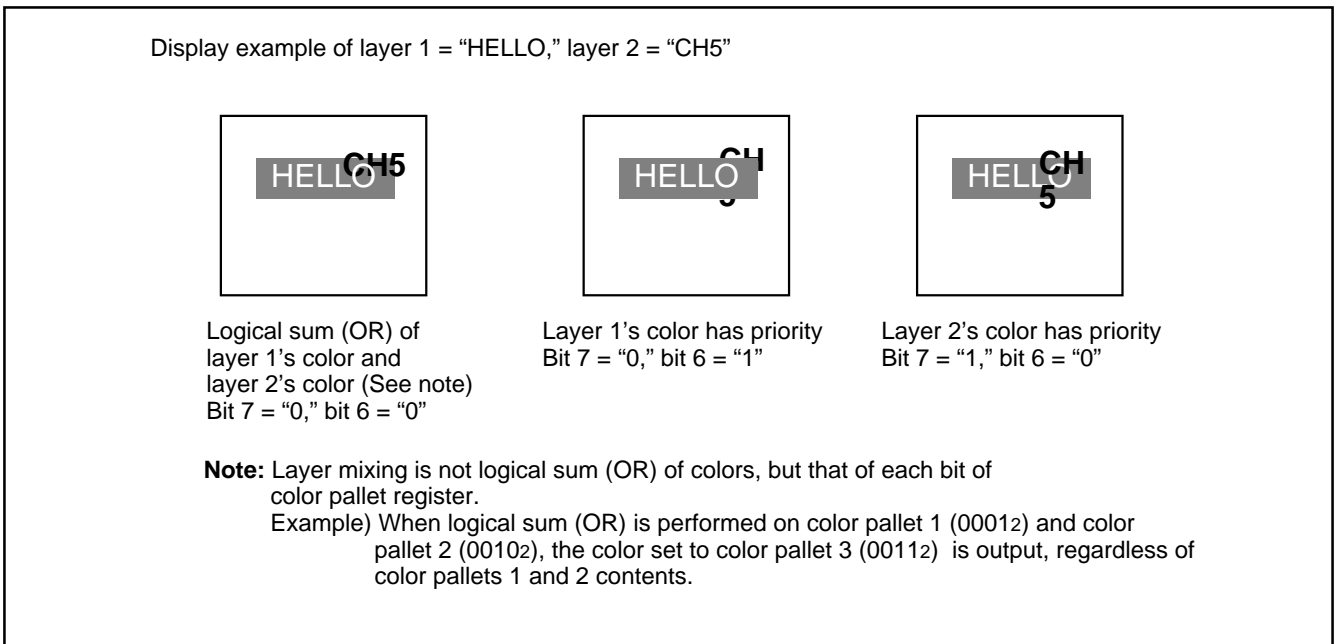 Display example of layer 1 = “HELLO,” layer 2 = “CH5”
HELLO
CH5
HELLO
CH
HELLO
CH
5
Logical sum (OR) of
layer 1's color and
layer 2's color (See note)
Bit 7 = “0,” bit 6 = “0”
Layer 1's color has priority
Bit 7 = “0,” bit 6 = “1”
Layer 2's color has priority
Bit 7 = “1,” bit 6 = “0”
Note: Layer mixing is not logical sum (OR) of colors, but that of each bit of
color pallet register.
Example) When logical sum (OR) is performed on color pallet 1 (00012) and color
pallet 2 (00102), the color set to color pallet 3 (00112) is output, regardless of
color pallets 1 and 2 contents.